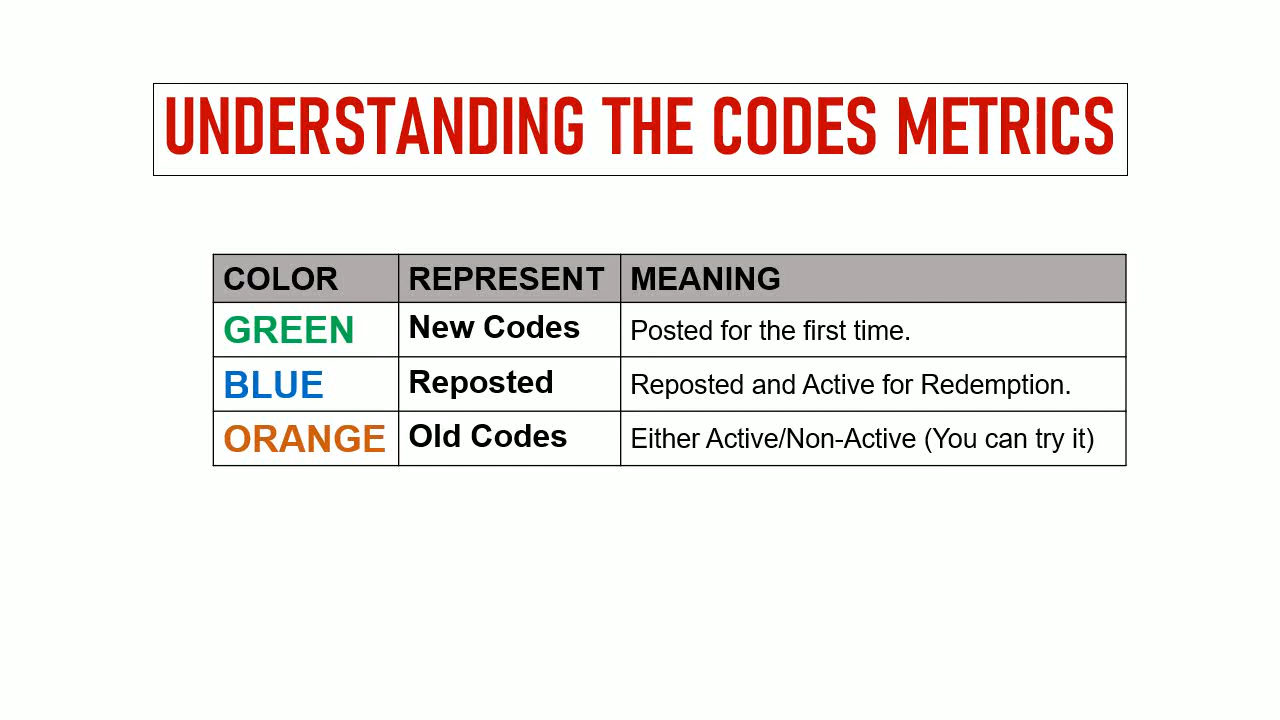 UNDERSTANDING THE CODES METRICS
COLOR REPRESENT MEANING
GREEN New Codes Posted for the first time.
BLUE Reposted Reposted and Active for Redemption.
ORANGE Old Codes Either Active/Non-Active (You can try it)